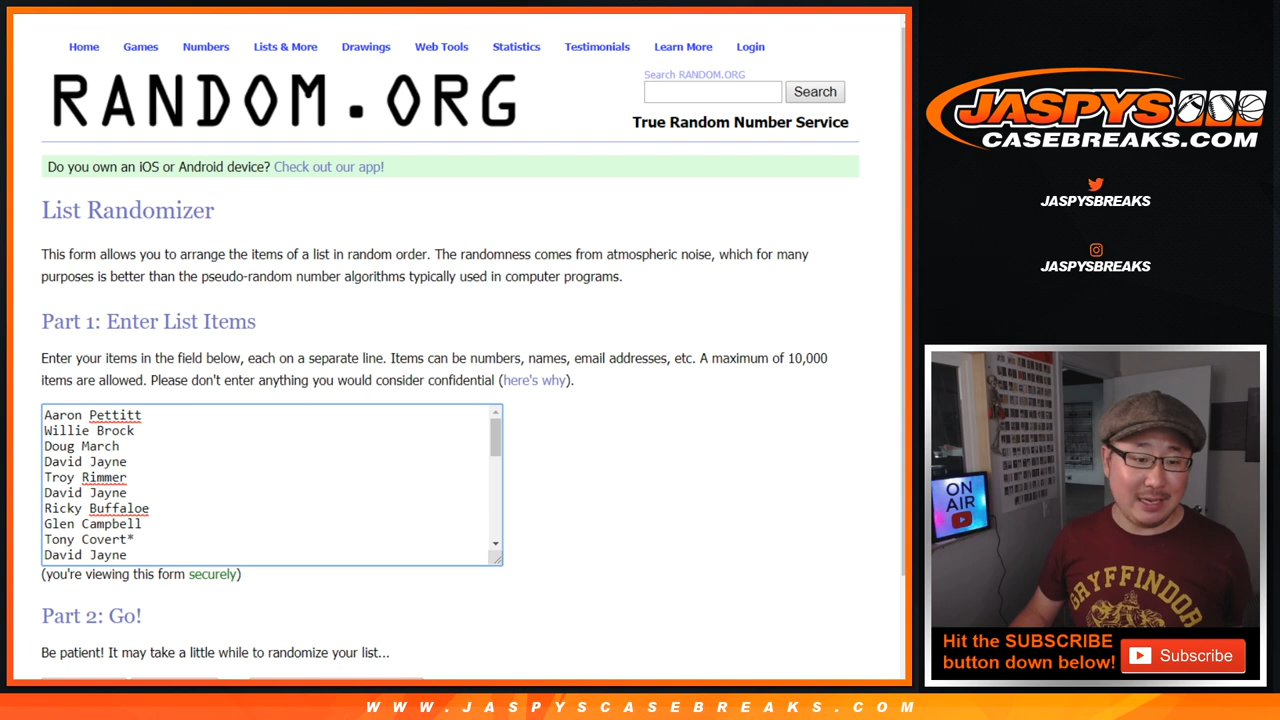 Home Games Numbers Lists & More Drawings Web Tools Statistics Testimonials Learn More Login
RANDOM.ORG
Search RANDOM.ORG
Search
True Random Number Service
Do you own an iOS or Android device? Check out our app!
List Randomizer
This form allows you to arrange the items of a list in random order. The randomness comes from atmospheric noise, which for many
purposes is better than the pseudo-random number algorithms typically used in computer programs.
Part 1: Enter List Items
Enter your items in the field below, each on a separate line. Items can be numbers, names, email addresses, etc. A maximum of 10,000
items are allowed. Please don't enter anything you would consider confidential (here's why).
Aaron Pettitt
Willie Brock
Doug March
David Jayne
Troy Rimmer
David Jayne
Ricky Buffaloe
Glen Campbell
Tony Covert*
David Jayne
(you're viewing this form securely)
Part 2: Go!
Be patient! It may take a little while to randomize your list...
JASPYS
CASEBREAKS.COM
JASPYSBREAKS
JASPYSBREAKS
ON
AIR
GRYFFINDOR
Hit the SUBSCRIBE
button down below!
Subscribe
WWW.JASPYSCASEBREAKS.COM